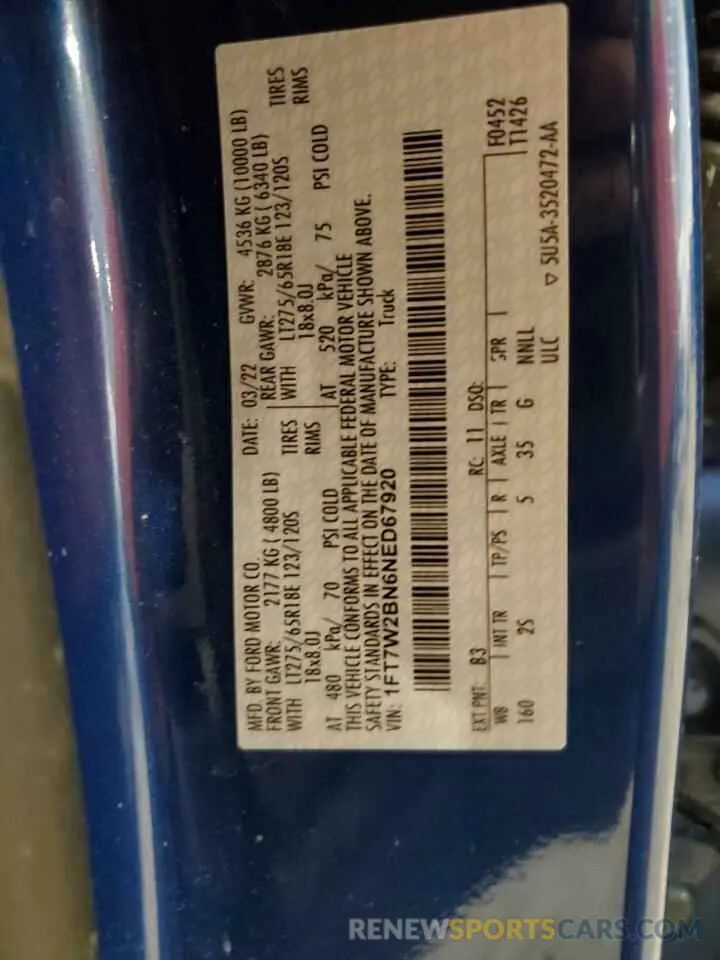 MFD. BY FORD MOTOR CO.
DATE: 03/22 GVWR: 4536 KG (10000 LB)
FRONT GAWR: 2177 KG ( 4800 LB) REAR GAWR: 2876 KG ( 6340 LB)
WITH LT275/65R18E 123/120S TIRES WITH LT275/65R18E 123/120S TIRES
18x8.0J RIMS 18x8.0J RIMS
AT 480 kPa/ 70 PSI COLD AT 520 kPa/ 75 PSI COLD
THIS VEHICLE CONFORMS TO ALL APPLICABLE FEDERAL MOTOR VEHICLE
SAFETY STANDARDS IN EFFECT ON THE DATE OF MANUFACTURE SHOWN ABOVE.
VIN: 1FT7W2BN6NED67920 TYPE: Truck
EXT PNT: B3 RC: 11 DSO: F0452
WB INT TR TP/PS R AXLE TR SPR T1426
160 2S 5 35 G NNLL
ULC ▽ 5U5A-3520472-AA
RENEWSPORTSCARS.COM